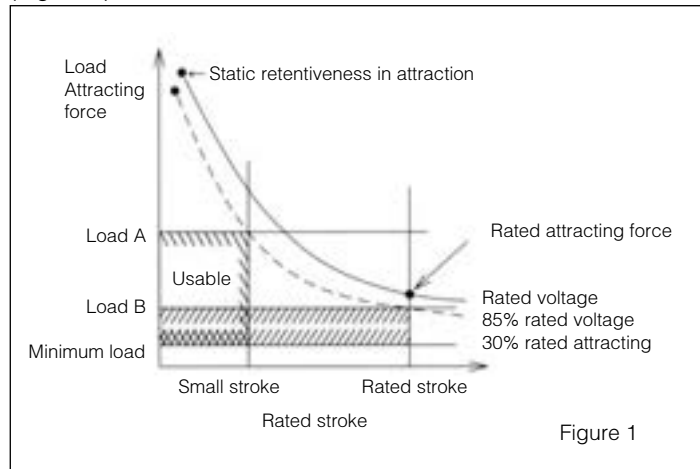 Load
Attracting
force
Static retentiveness in attraction
Load A
Rated attracting force
Usable
Load B
Rated voltage
85% rated voltage
30% rated attracting
Minimum load
Small stroke
Rated stroke
Rated stroke
Figure 1